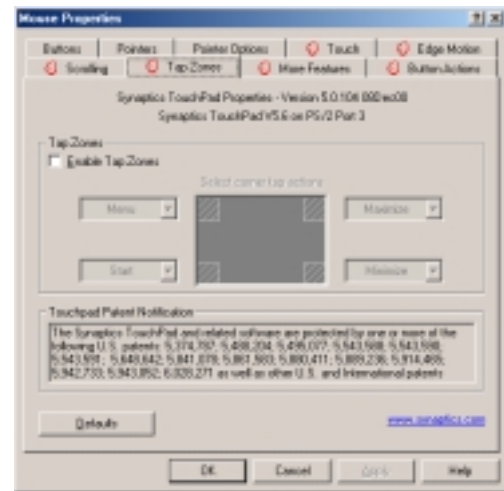 Mouse Properties
Buttons Pointers Pointer Options Touch Edge Motion
Scrolling Tap Zones More Features Button Actions
Synaptics TouchPad Properties - Version 5.0.104 08Dec00
Synaptics TouchPad V5.6 on PS/2 Port 3
Tap Zones
Enable Tap Zones
Select corner tap actions
Menu Maximize
Start Minimize
Touchpad Patent Notification
The Synaptics TouchPad and related software are protected by one or more of the
following U.S. patents: 5,374,787; 5,488,204; 5,495,077; 5,543,588; 5,543,590;
5,543,591; 5,648,642; 5,841,078; 5,861,583; 5,880,411; 5,889,236; 5,914,465;
5,942,733; 5,943,052; 6,028,271 as well as other U.S. and International patents
Defaults www.synaptics.com
OK Cancel Apply Help